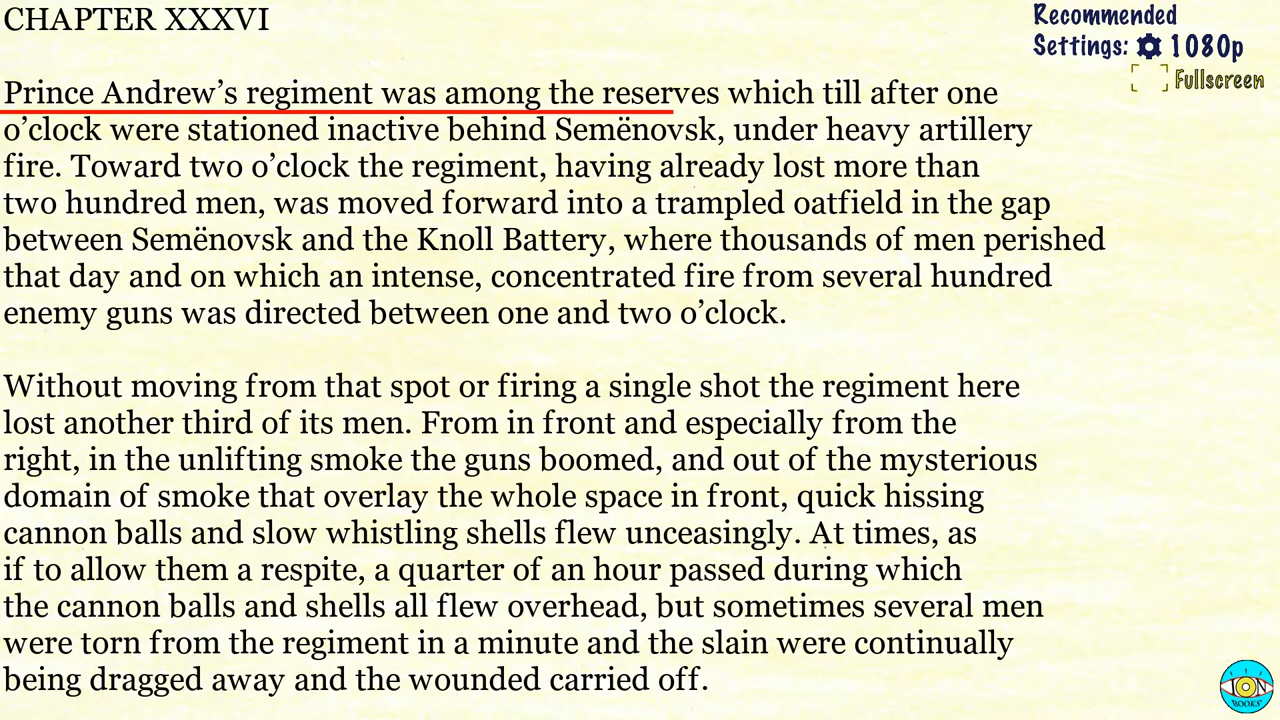 CHAPTER XXXVI
Recommended
Settings: 1080p
Fullscreen
Prince Andrew’s regiment was among the reserves which till after one
o’clock were stationed inactive behind Semënovsk, under heavy artillery
fire. Toward two o’clock the regiment, having already lost more than
two hundred men, was moved forward into a trampled oatfield in the gap
between Semënovsk and the Knoll Battery, where thousands of men perished
that day and on which an intense, concentrated fire from several hundred
enemy guns was directed between one and two o’clock.
Without moving from that spot or firing a single shot the regiment here
lost another third of its men. From in front and especially from the
right, in the unlifting smoke the guns boomed, and out of the mysterious
domain of smoke that overlay the whole space in front, quick hissing
cannon balls and slow whistling shells flew unceasingly. At times, as
if to allow them a respite, a quarter of an hour passed during which
the cannon balls and shells all flew overhead, but sometimes several men
were torn from the regiment in a minute and the slain were continually
being dragged away and the wounded carried off.
ION
BOOKS